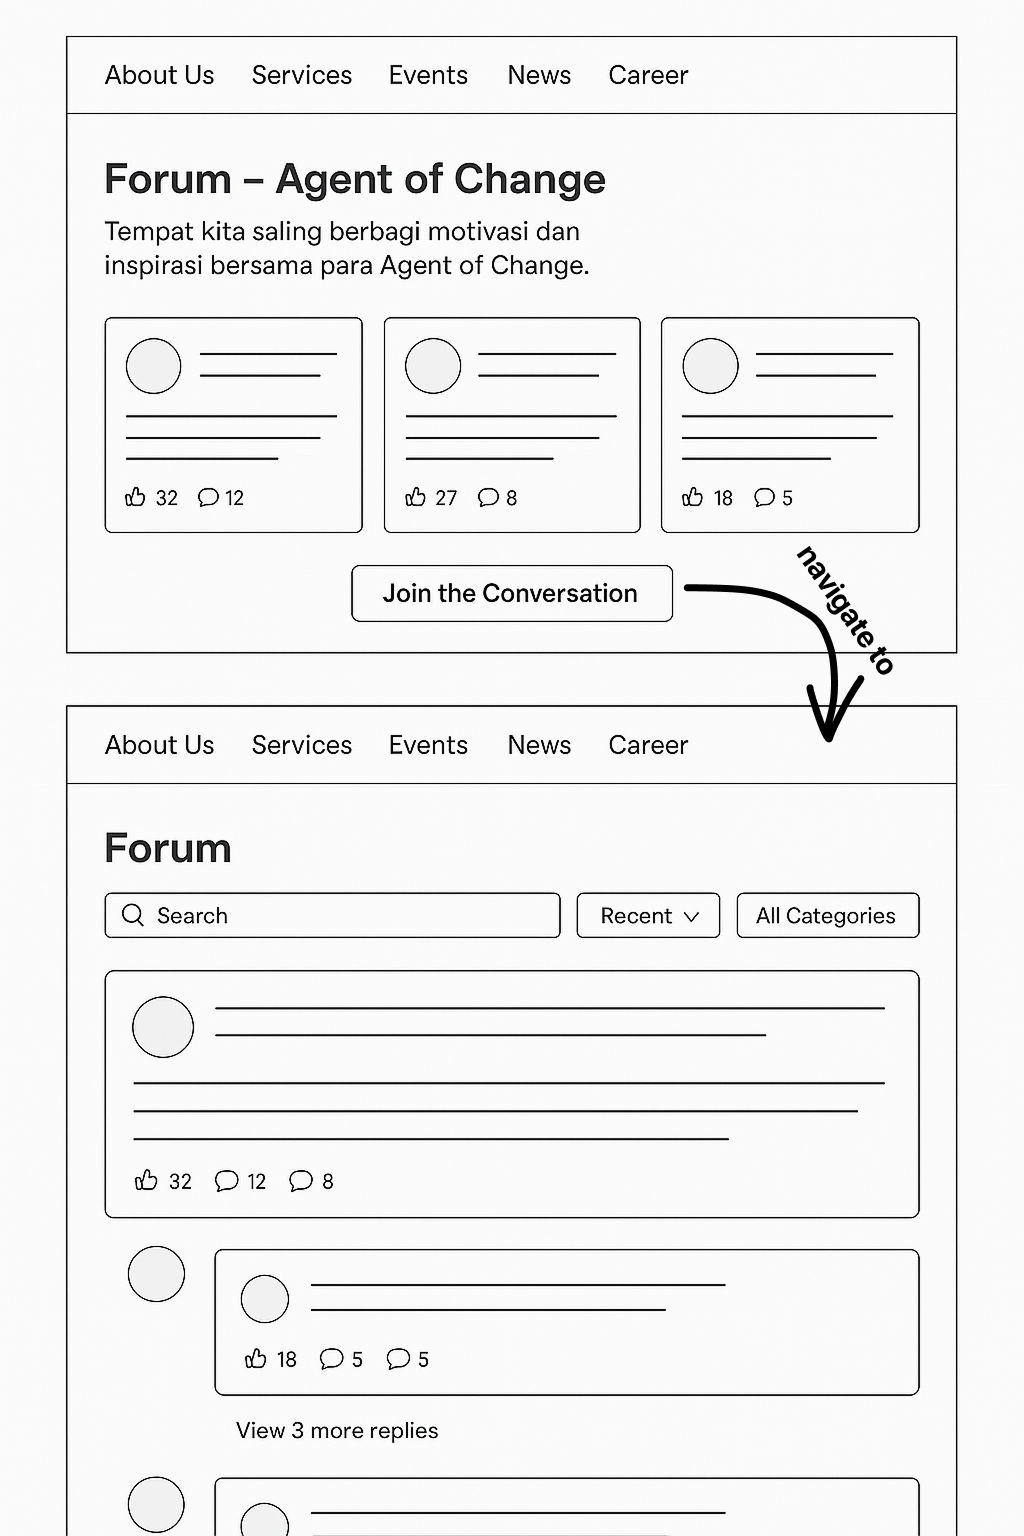 About Us Services Events News Career
Forum – Agent of Change
Tempat kita saling berbagi motivasi dan
inspirasi bersama para Agent of Change.
32 12 27 8 18 5
Join the Conversation
navigate to
About Us Services Events News Career
Forum
Search Recent All Categories
32 12 8
18 5 5
View 3 more replies